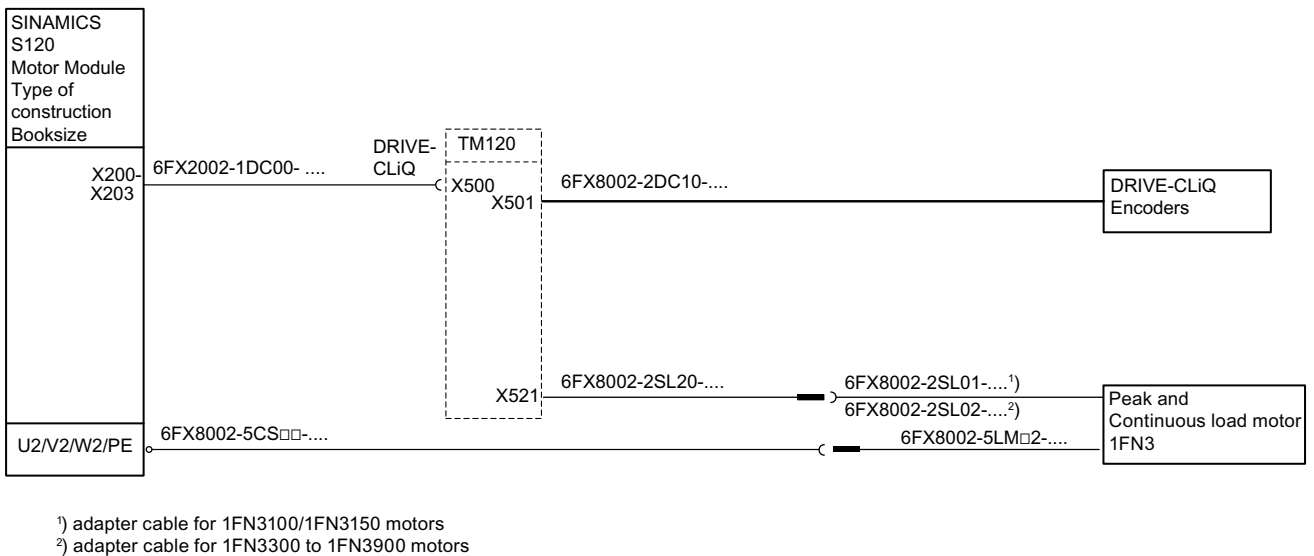 SINAMICS
S120
Motor Module
Type of
construction
Booksize
X200-
X203
6FX2002-1DC00- ....
DRIVE-
CLiQ
TM120
X500
X501
6FX8002-2DC10-....
DRIVE-CLiQ
Encoders
X521
6FX8002-2SL20-....
6FX8002-2SL01-....¹)
6FX8002-2SL02-....²)
Peak and
Continuous load motor
1FN3
U2/V2/W2/PE
6FX8002-5CS□□-....
6FX8002-5LM□2-....
¹) adapter cable for 1FN3100/1FN3150 motors
²) adapter cable for 1FN3300 to 1FN3900 motors